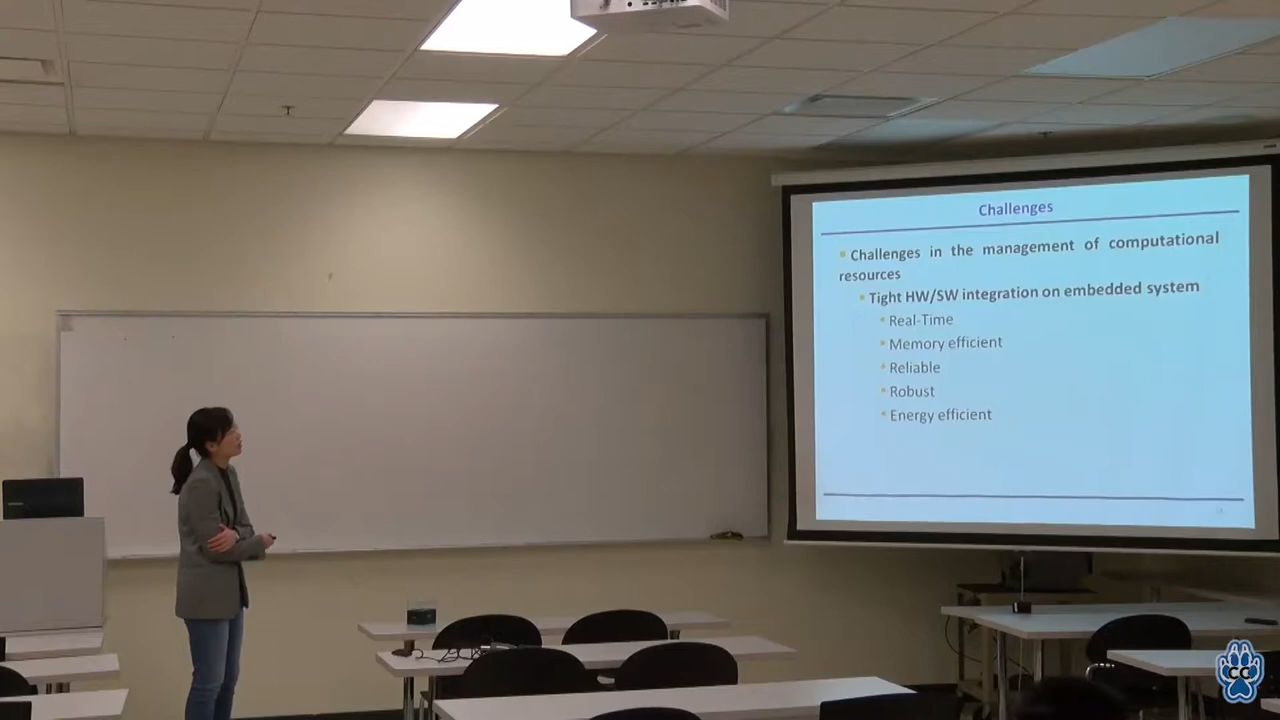 Challenges
Challenges in the management of computational
resources
Tight HW/SW integration on embedded system
Real-Time
Memory efficient
Reliable
Robust
Energy efficient
CC